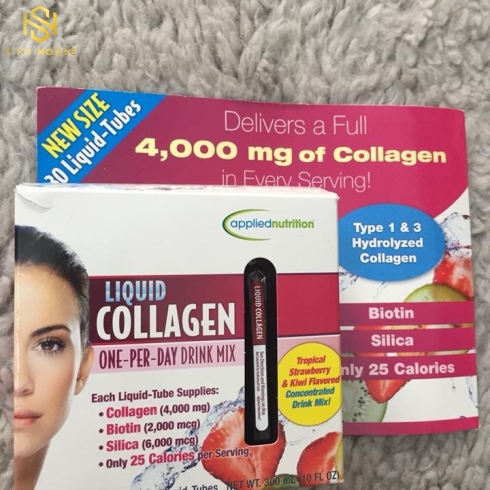 NEW SIZE
30 Liquid-Tubes
Delivers a Full
4,000 mg of Collagen
in Every Serving!
appliednutrition
Type 1 & 3
Hydrolyzed
Collagen
Biotin
Silica
Only 25 Calories
LIQUID
COLLAGEN
ONE-PER-DAY DRINK MIX
LIQUID COLLAGEN
Each Liquid-Tube Supplies:
• Collagen (4,000 mg)
• Biotin (2,000 mcg)
• Silica (6,000 mcg)
• Only 25 Calories per Serving
Tropical
Strawberry
& Kiwi Flavored
Concentrated
Drink Mix!
Liquid-Tubes NET WT. 300 mL (10 FL OZ)